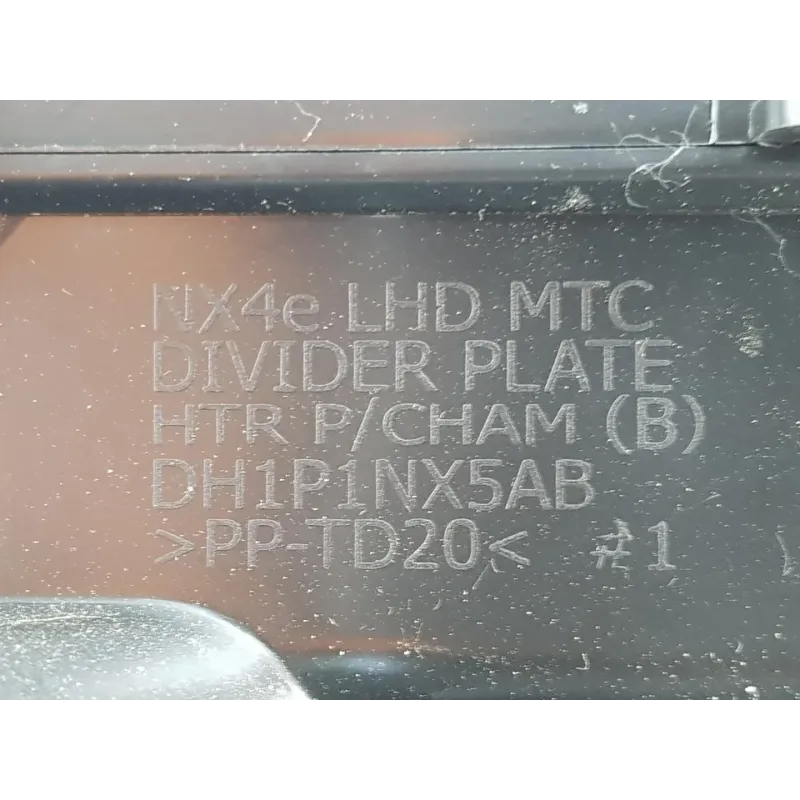 NX4e LHD MTC
DIVIDER PLATE
HTR P/CHAM (B)
DH1P1NX5AB
>PP-TD20< #1